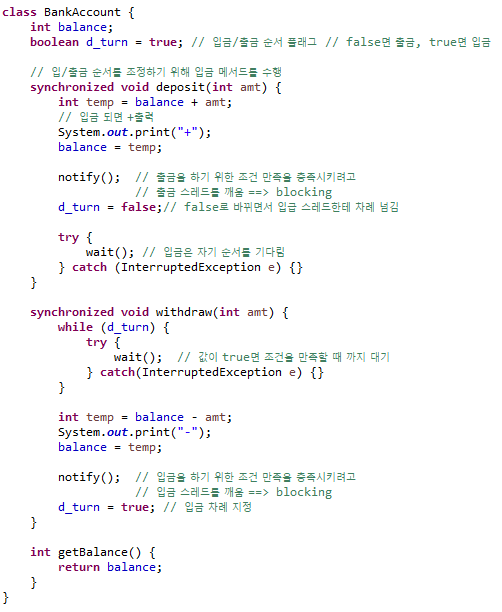 class BankAccount {
    int balance;
    boolean d_turn = true; // 입금/출금 순서 플래그 // false면 출금, true면 입금

    // 입/출금 순서를 조정하기 위해 입금 메서드를 수행
    synchronized void deposit(int amt) {
        int temp = balance + amt;
        // 입금 되면 +출력
        System.out.print("+");
        balance = temp;

        notify();  // 출금을 하기 위한 조건 만족을 충족시키려고
                   // 출금 스레드를 깨움 ==> blocking
        d_turn = false;// false로 바뀌면서 입금 스레드한테 차례 넘김

        try {
            wait(); // 입금은 자기 순서를 기다림
        } catch (InterruptedException e) {}
    }

    synchronized void withdraw(int amt) {
        while (d_turn) {
            try {
                wait();  // 값이 true면 조건을 만족할 때 까지 대기
            } catch(InterruptedException e) {}
        }

        int temp = balance - amt;
        System.out.print("-");
        balance = temp;

        notify();  // 입금을 하기 위한 조건 만족을 충족시키려고
                   // 입금 스레드를 깨움 ==> blocking
        d_turn = true; // 입금 차례 지정
    }

    int getBalance() {
        return balance;
    }
}